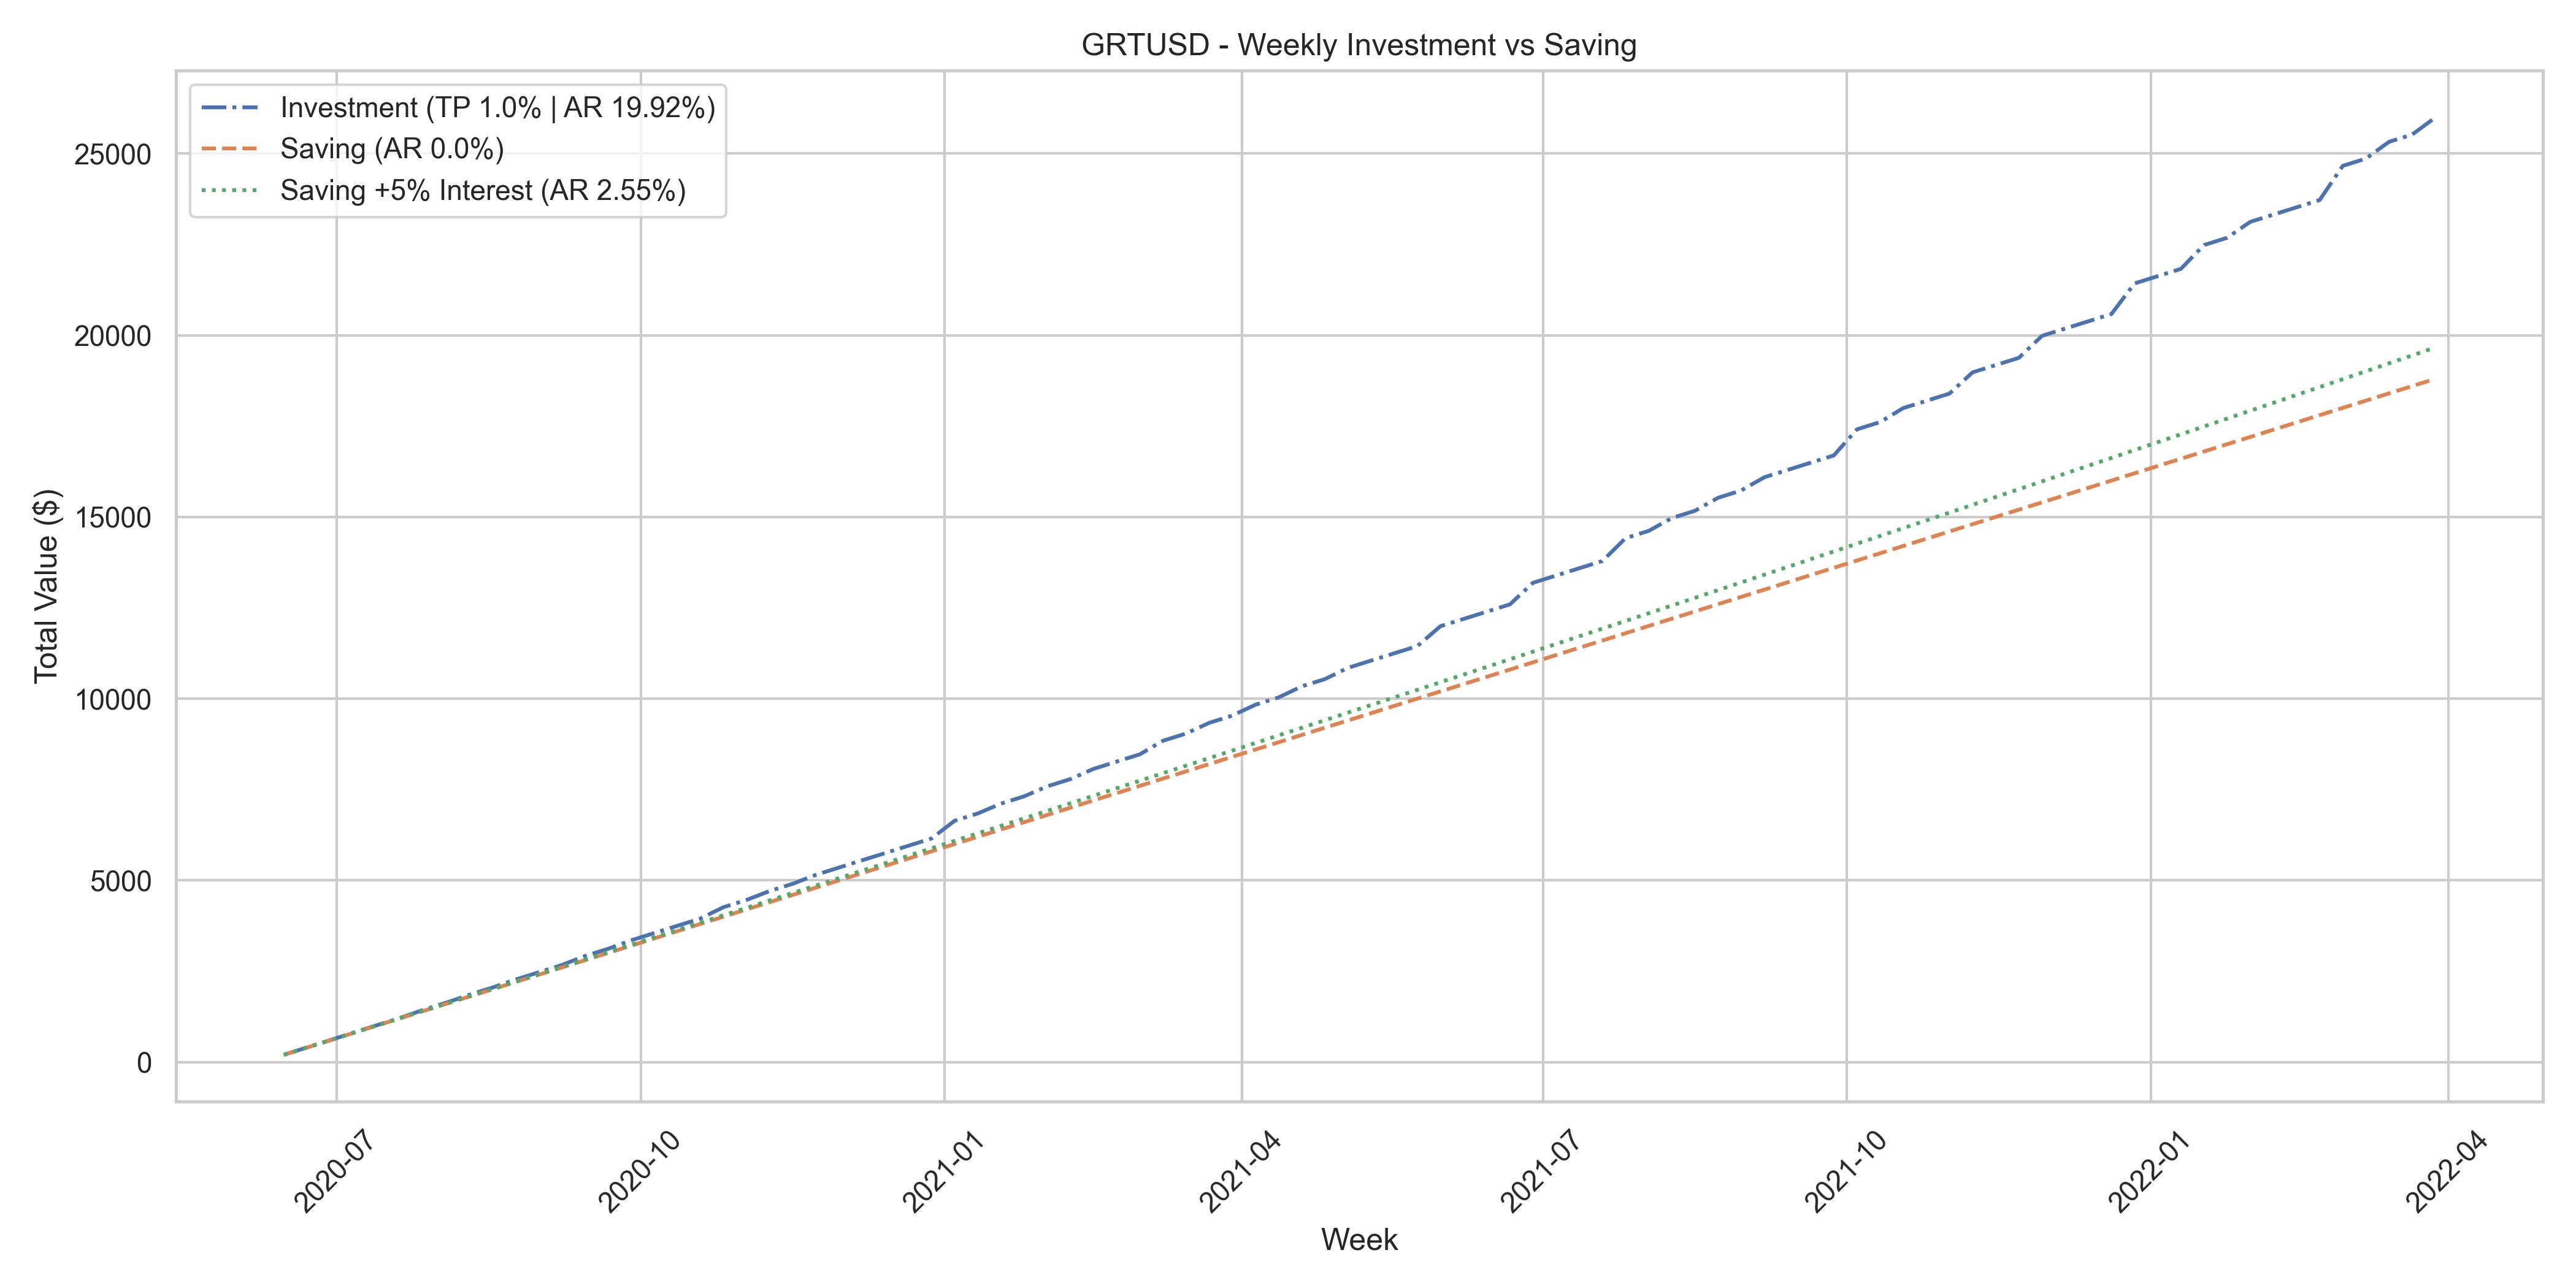 GRTUSD - Weekly Investment vs Saving
Investment (TP 1.0% | AR 19.92%)
Saving (AR 0.0%)
Saving +5% Interest (AR 2.55%)
Total Value ($)
25000
20000
15000
10000
5000
0
2020-07
2020-10
2021-01
2021-04
2021-07
2021-10
2022-01
2022-04
Week